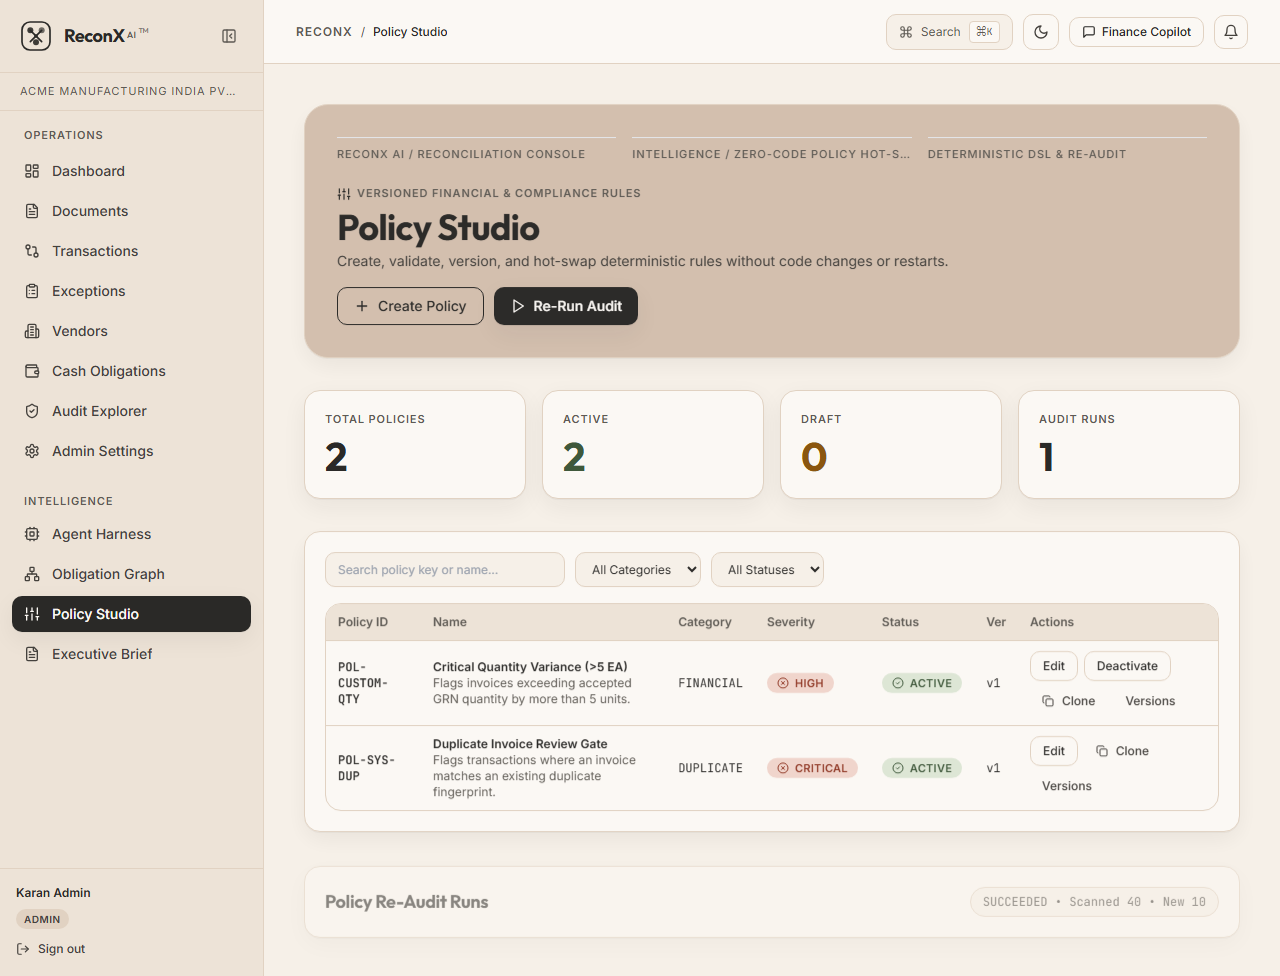 ReconX AI ™
RECONX / Policy Studio
Search ⌘K
Finance Copilot
ACME MANUFACTURING INDIA PV...
OPERATIONS
Dashboard
Documents
Transactions
Exceptions
Vendors
Cash Obligations
Audit Explorer
Admin Settings
INTELLIGENCE
Agent Harness
Obligation Graph
Policy Studio
Executive Brief
Karan Admin
ADMIN
Sign out
RECONX AI / RECONCILIATION CONSOLE
INTELLIGENCE / ZERO-CODE POLICY HOT-S...
DETERMINISTIC DSL & RE-AUDIT
VERSIONED FINANCIAL & COMPLIANCE RULES
Policy Studio
Create, validate, version, and hot-swap deterministic rules without code changes or restarts.
Create Policy
Re-Run Audit
TOTAL POLICIES
2
ACTIVE
2
DRAFT
0
AUDIT RUNS
1
Search policy key or name...
All Categories
All Statuses
Policy ID Name Category Severity Status Ver Actions
POL-
CUSTOM-
QTY
Critical Quantity Variance (>5 EA)
Flags invoices exceeding accepted
GRN quantity by more than 5 units.
FINANCIAL
HIGH
ACTIVE
v1
Edit Deactivate
Clone Versions
POL-SYS-
DUP
Duplicate Invoice Review Gate
Flags transactions where an invoice
matches an existing duplicate
fingerprint.
DUPLICATE
CRITICAL
ACTIVE
v1
Edit Clone
Versions
Policy Re-Audit Runs
SUCCEEDED • Scanned 40 • New 10